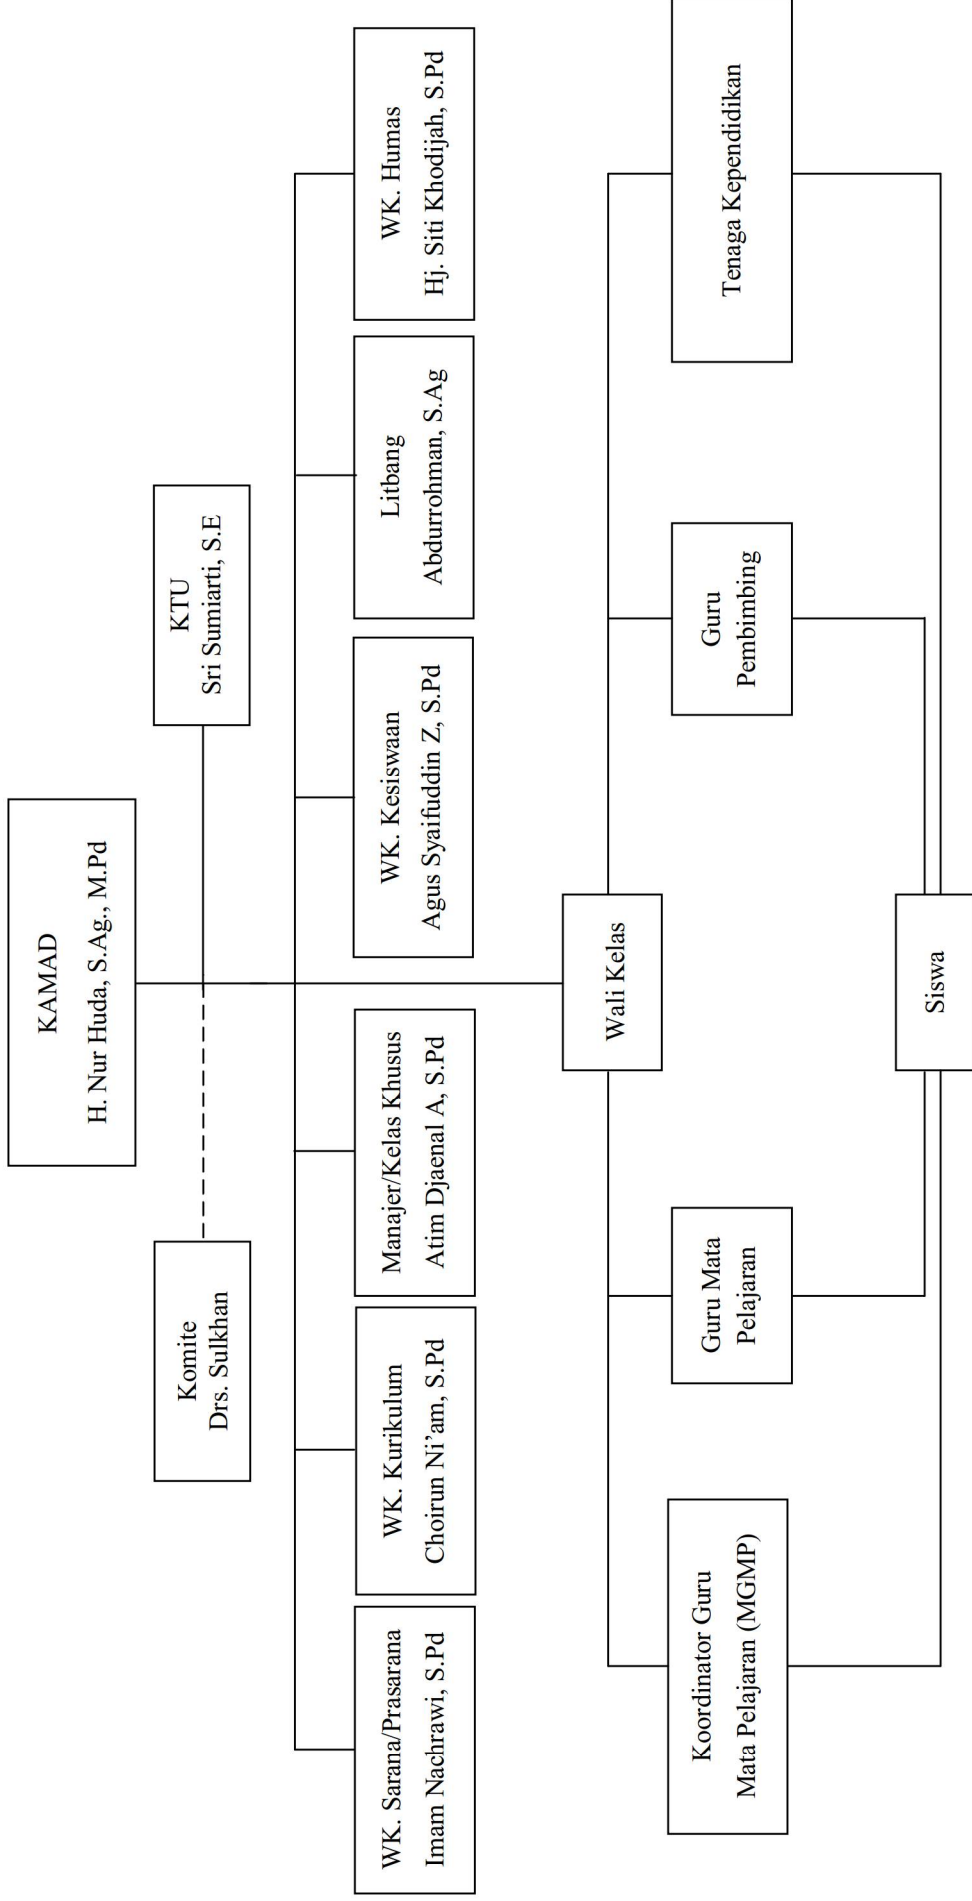 KAMAD
H. Nur Huda, S.Ag., M.Pd
Komite
Drs. Sulkhan
KTU
Sri Sumiarti, S.E
WK. Sarana/Prasarana
Imam Nachrawi, S.Pd
WK. Kurikulum
Choirun Ni’am, S.Pd
Manajer/Kelas Khusus
Atim Djaenal A, S.Pd
WK. Kesiswaan
Agus Syaifuddin Z, S.Pd
Litbang
Abdurrohman, S.Ag
WK. Humas
Hj. Siti Khodijah, S.Pd
Wali Kelas
Koordinator Guru
Mata Pelajaran (MGMP)
Guru Mata
Pelajaran
Guru
Pembimbing
Tenaga Kependidikan
Siswa